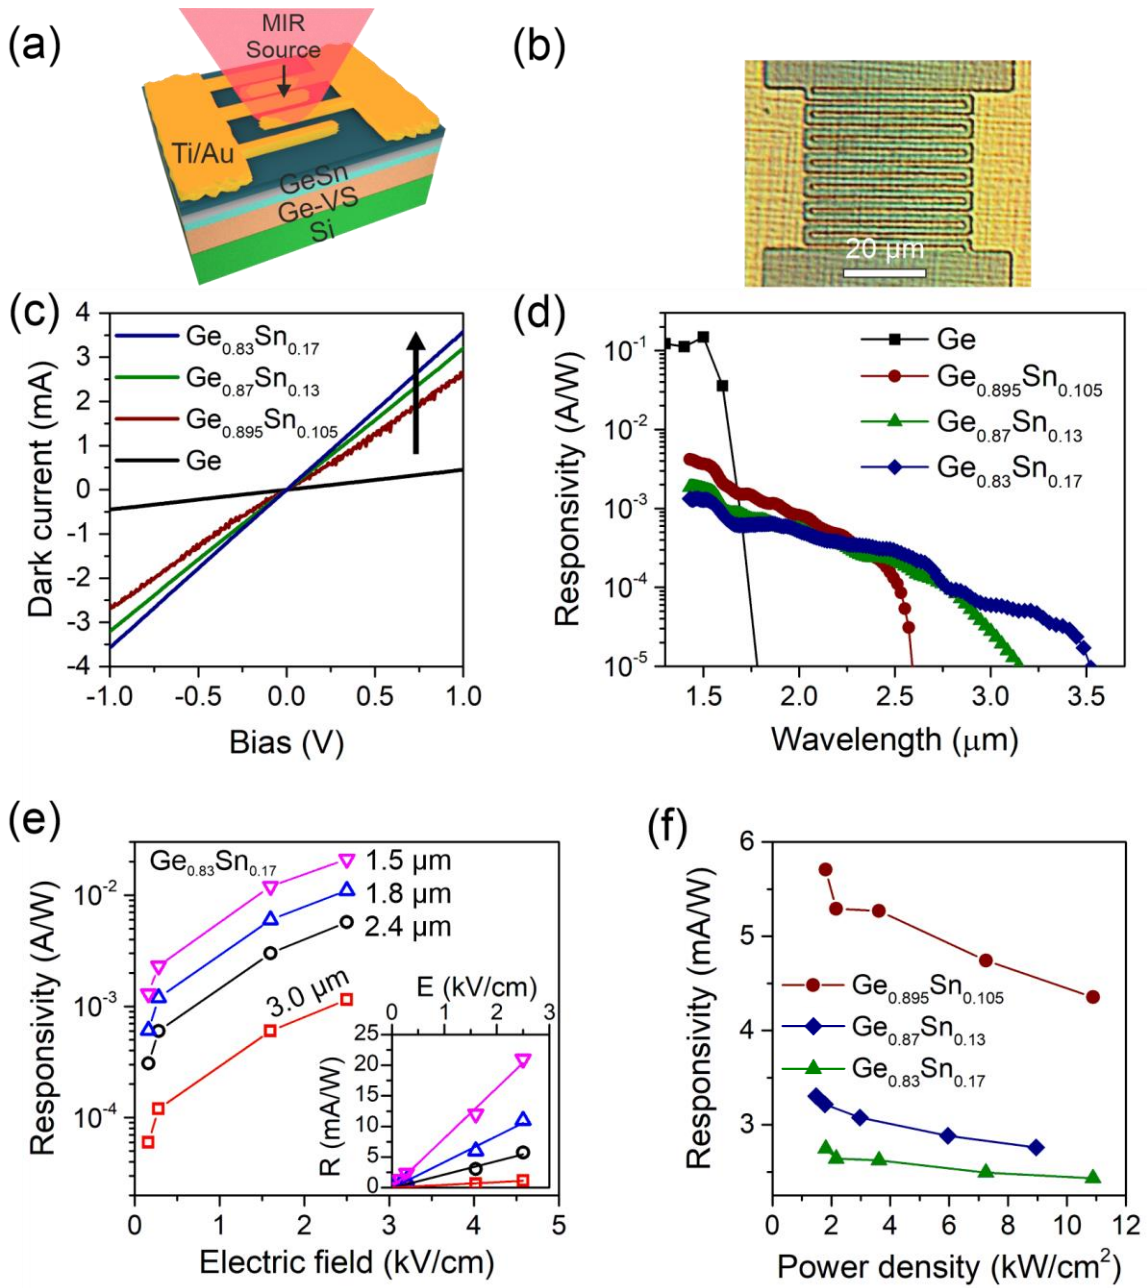 (a)
MIR
Source
Ti/Au
GeSn
Ge-VS
Si
(b)
20 μm
(c)
4
3
2
1
0
-1
-2
-3
-4
Dark current (mA)
Ge0.83Sn0.17
Ge0.87Sn0.13
Ge0.895Sn0.105
Ge
-1.0 -0.5 0.0 0.5 1.0
Bias (V)
(d)
10-1
10-2
10-3
10-4
10-5
Responsivity (A/W)
Ge
Ge0.895Sn0.105
Ge0.87Sn0.13
Ge0.83Sn0.17
1.5 2.0 2.5 3.0 3.5
Wavelength (μm)
(e)
Ge0.83Sn0.17
10-2
10-3
10-4
Responsivity (A/W)
1.5 μm
1.8 μm
2.4 μm
3.0 μm
E (kV/cm)
0 1 2 3
25
20
15
10
5
0
R (mA/W)
0 1 2 3 4 5
Electric field (kV/cm)
(f)
6
5
4
3
Responsivity (mA/W)
Ge0.895Sn0.105
Ge0.87Sn0.13
Ge0.83Sn0.17
0 2 4 6 8 10 12
Power density (kW/cm2)